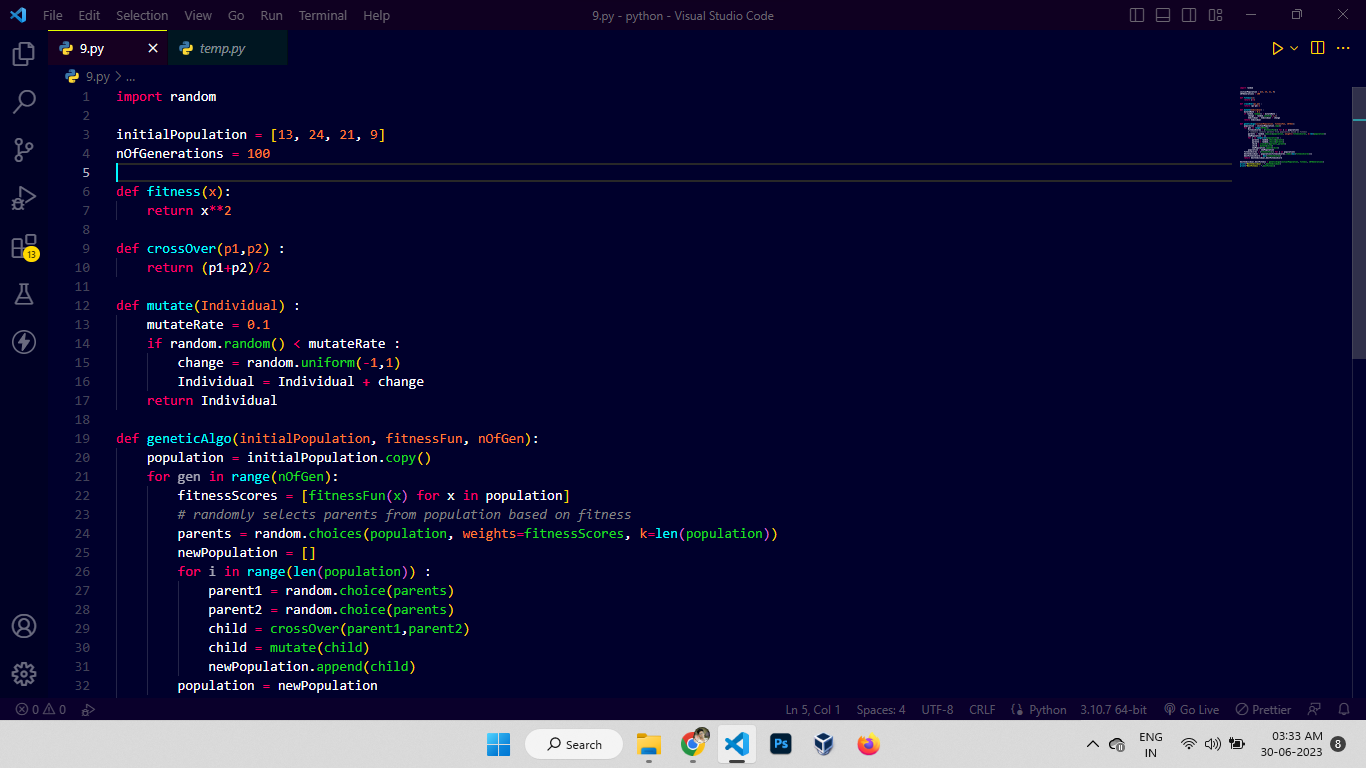 File Edit Selection View Go Run Terminal Help 9.py - python - Visual Studio Code
9.py temp.py
9.py > ...
1 import random
2
3 initialPopulation = [13, 24, 21, 9]
4 nOfGenerations = 100
5
6 def fitness(x):
7 return x**2
8
9 def crossOver(p1,p2) :
10 return (p1+p2)/2
11
12 def mutate(Individual) :
13 mutateRate = 0.1
14 if random.random() < mutateRate :
15 change = random.uniform(-1,1)
16 Individual = Individual + change
17 return Individual
18
19 def geneticAlgo(initialPopulation, fitnessFun, nOfGen):
20 population = initialPopulation.copy()
21 for gen in range(nOfGen):
22 fitnessScores = [fitnessFun(x) for x in population]
23 # randomly selects parents from population based on fitness
24 parents = random.choices(population, weights=fitnessScores, k=len(population))
25 newPopulation = []
26 for i in range(len(population)) :
27 parent1 = random.choice(parents)
28 parent2 = random.choice(parents)
29 child = crossOver(parent1,parent2)
30 child = mutate(child)
31 newPopulation.append(child)
32 population = newPopulation
13
0 0 Ln 5, Col 1 Spaces: 4 UTF-8 CRLF Python 3.10.7 64-bit Go Live Prettier
Search Ps ENG IN 03:33 AM 30-06-2023 8